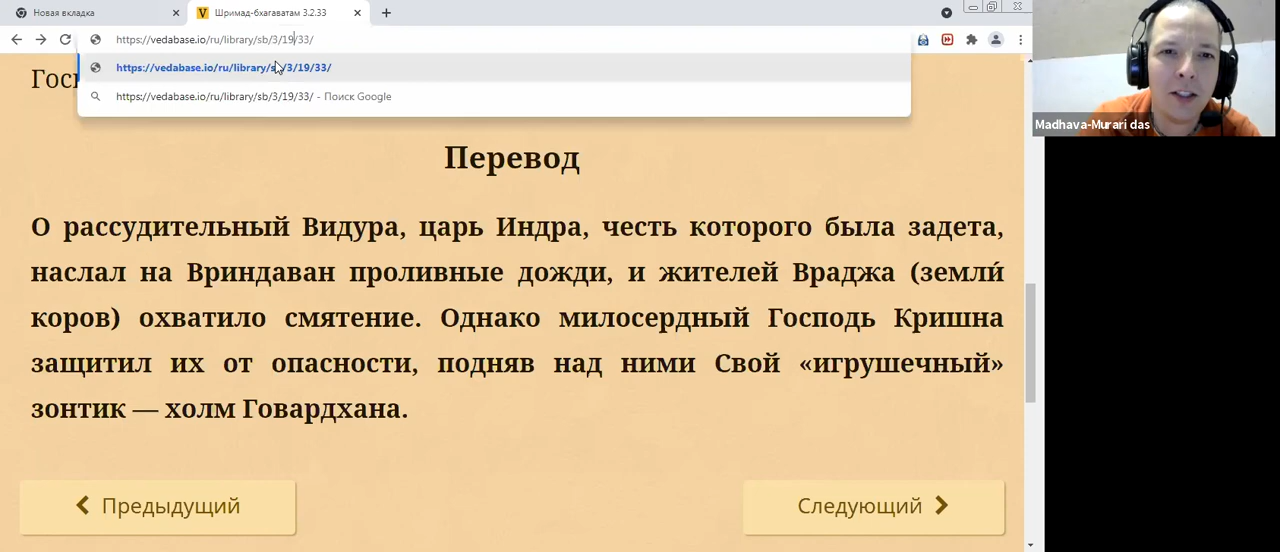 Новая вкладка
Шримад-бхагаватам 3.2.33
https://vedabase.io/ru/library/sb/3/19/33/
https://vedabase.io/ru/library/sb/3/19/33/
https://vedabase.io/ru/library/sb/3/19/33/ - Поиск Google
Madhava-Murari das
Перевод
О рассудительный Видура, царь Индра, честь которого была задета,
наслал на Вриндаван проливные дожди, и жителей Враджа (земли́
коров) охватило смятение. Однако милосердный Господь Кришна
защитил их от опасности, подняв над ними Свой «игрушечный»
зонтик — холм Говардхана.
Предыдущий
Следующий